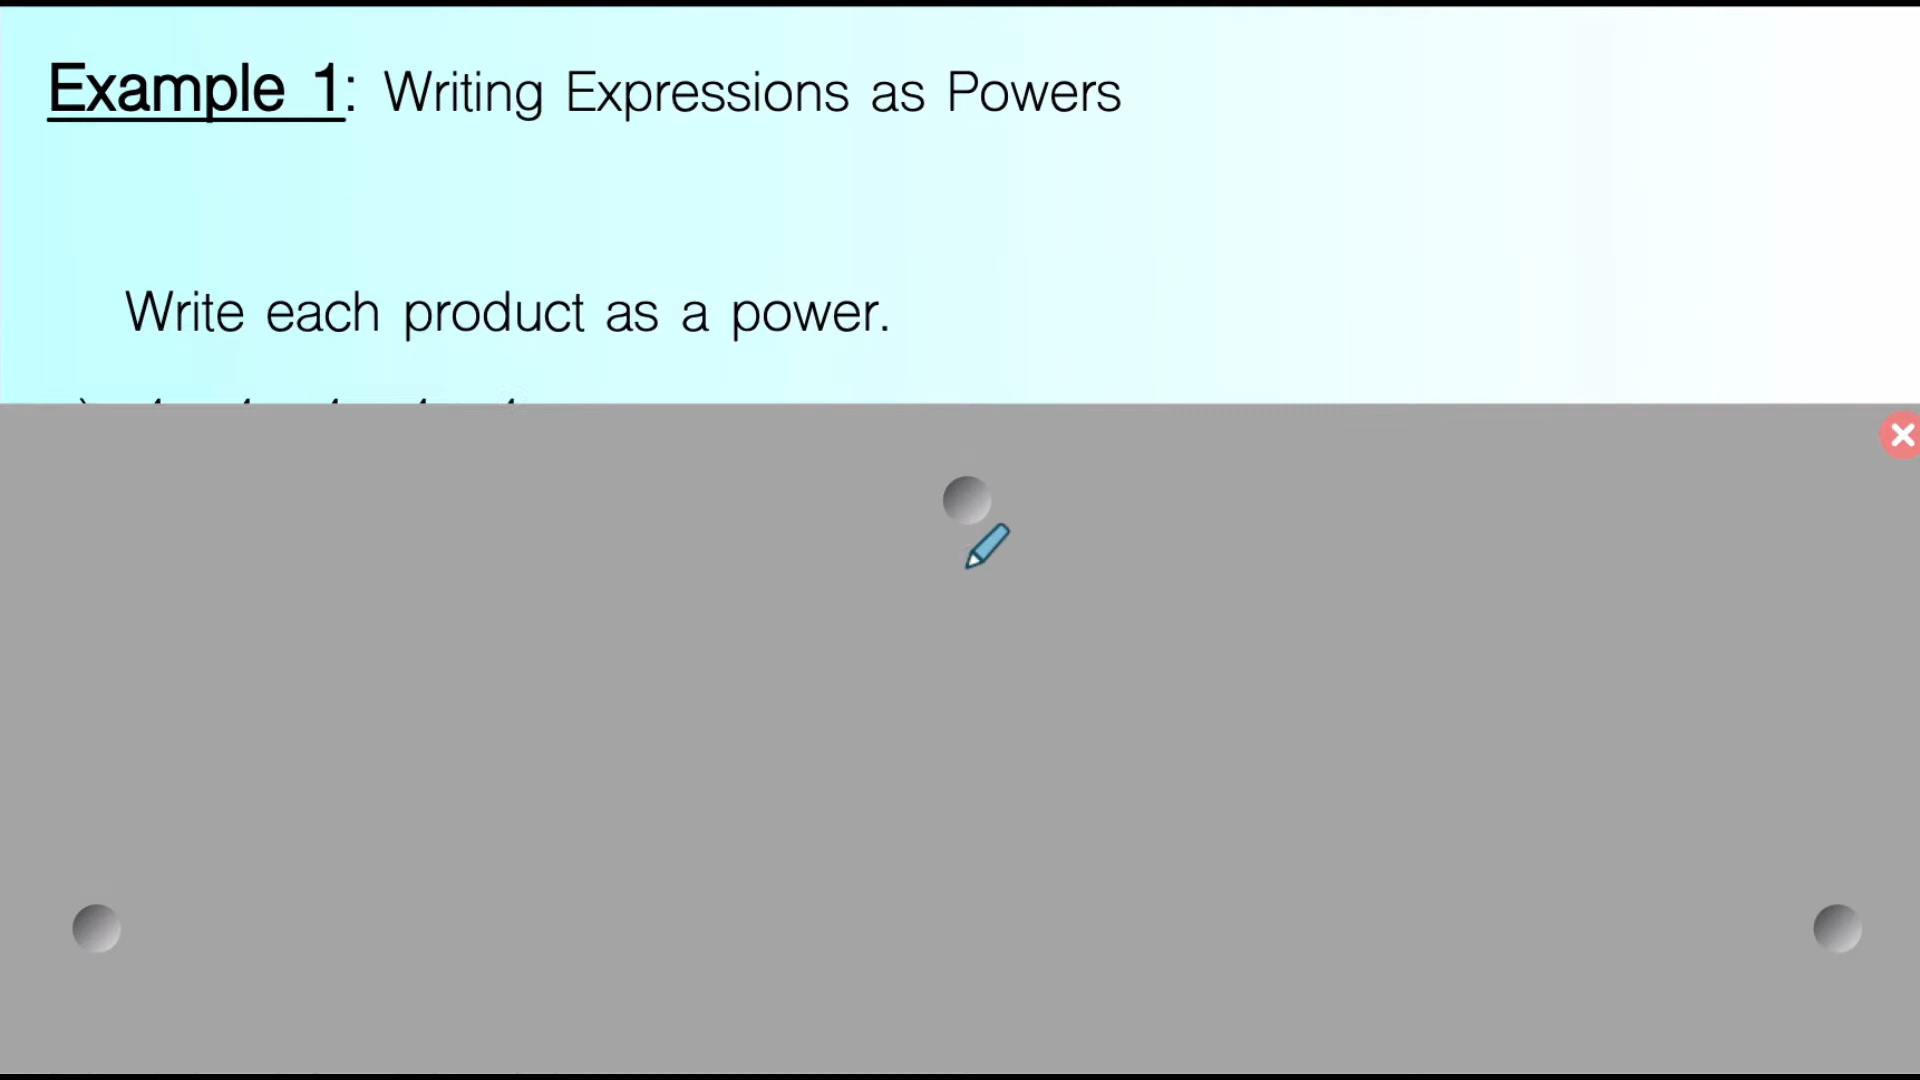 Example 1: Writing Expressions as Powers
Write each product as a power.